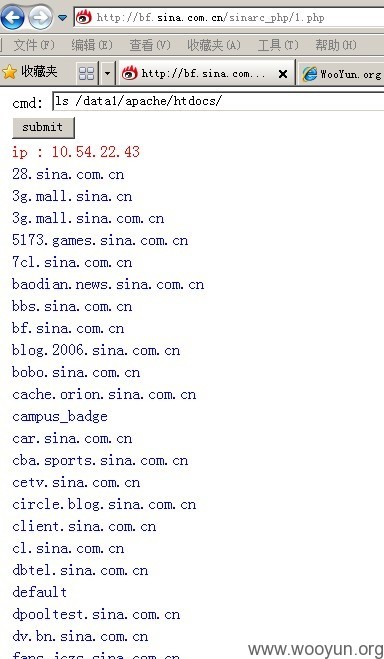 http://bf.sina.com.cn/sinarc_php/1.php
文件(F) 编辑(E) 查看(V) 收藏夹(A) 工具(T) 帮助(H)
收藏夹 http://bf.sina.com... WooYun.org
cmd: ls /data1/apache/htdocs/
submit
ip : 10.54.22.43
28.sina.com.cn
3g.mall.sina.com.cn
3g.mall.sina.com.cn
5173.games.sina.com.cn
7cl.sina.com.cn
baodian.news.sina.com.cn
bbs.sina.com.cn
bf.sina.com.cn
blog.2006.sina.com.cn
bobo.sina.com.cn
cache.orion.sina.com.cn
campus_badge
car.sina.com.cn
cba.sports.sina.com.cn
cetv.sina.com.cn
circle.blog.sina.com.cn
client.sina.com.cn
cl.sina.com.cn
dbtel.sina.com.cn
default
dpooltest.sina.com.cn
dv.bn.sina.com.cn
www.wooyun.org